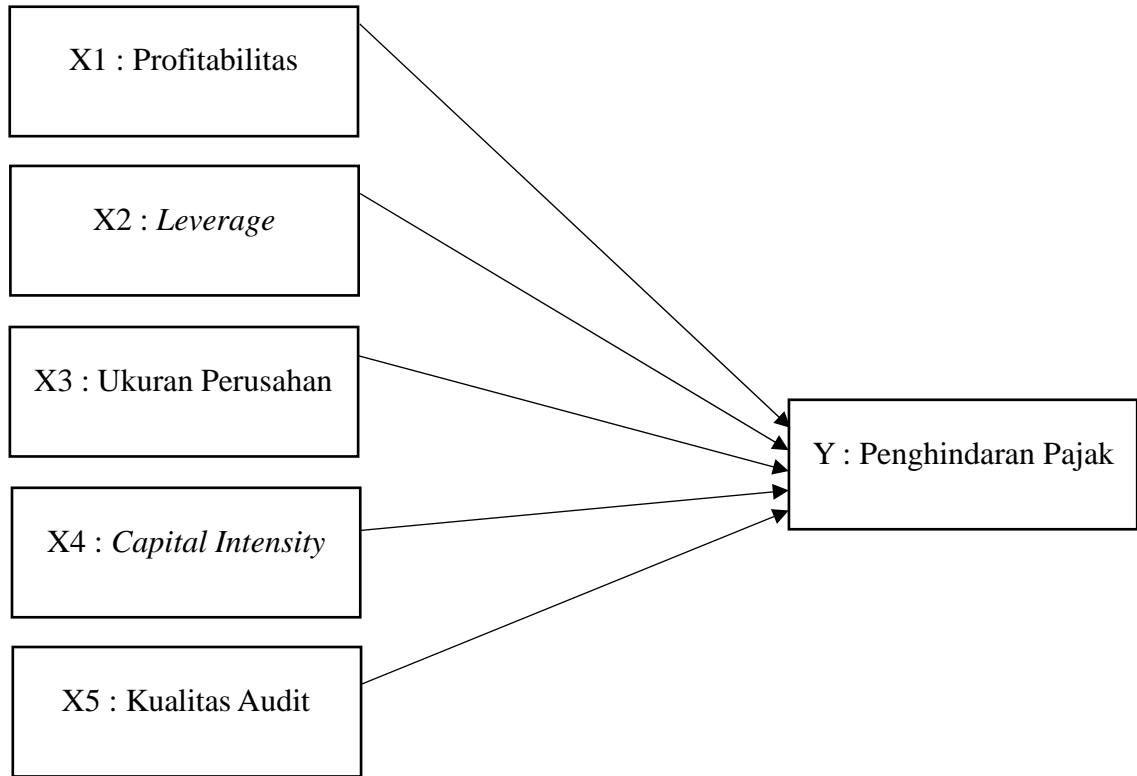 X1 : Profitabilitas
X2 : Leverage
X3 : Ukuran Perusahan
X4 : Capital Intensity
X5 : Kualitas Audit
Y : Penghindaran Pajak